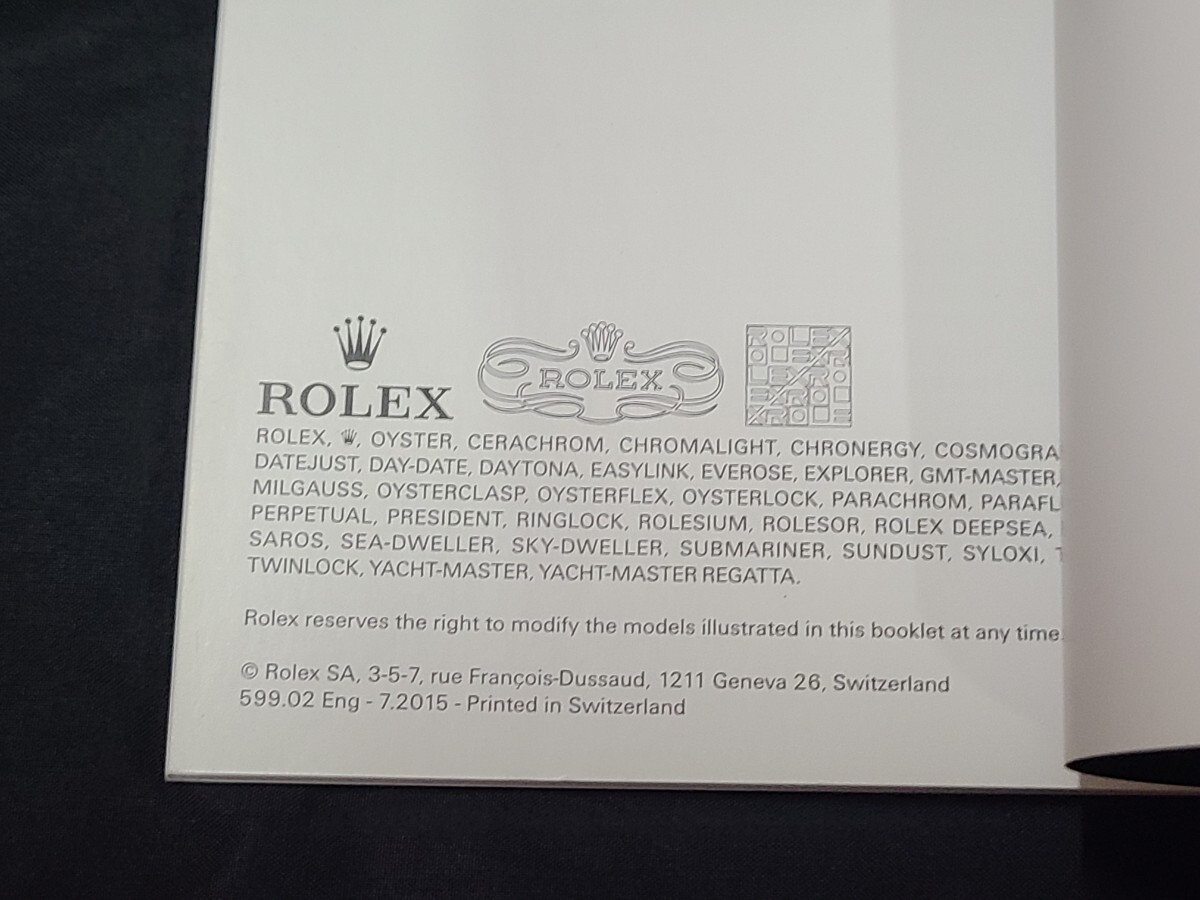 ROLEX
ROLEX
ROLEX
OLEXR
LEXRO
EXROL
XROLE
ROLEX, , OYSTER, CERACHROM, CHROMALIGHT, CHRONERGY, COSMOGRA
DATEJUST, DAY-DATE, DAYTONA, EASYLINK, EVEROSE, EXPLORER, GMT-MASTER,
MILGAUSS, OYSTERCLASP, OYSTERFLEX, OYSTERLOCK, PARACHROM, PARAFL
PERPETUAL, PRESIDENT, RINGLOCK, ROLESIUM, ROLESOR, ROLEX DEEPSEA,
SAROS, SEA-DWELLER, SKY-DWELLER, SUBMARINER, SUNDUST, SYLOXI,
TWINLOCK, YACHT-MASTER, YACHT-MASTER REGATTA.
Rolex reserves the right to modify the models illustrated in this booklet at any time.
© Rolex SA, 3-5-7, rue François-Dussaud, 1211 Geneva 26, Switzerland
599.02 Eng - 7.2015 - Printed in Switzerland